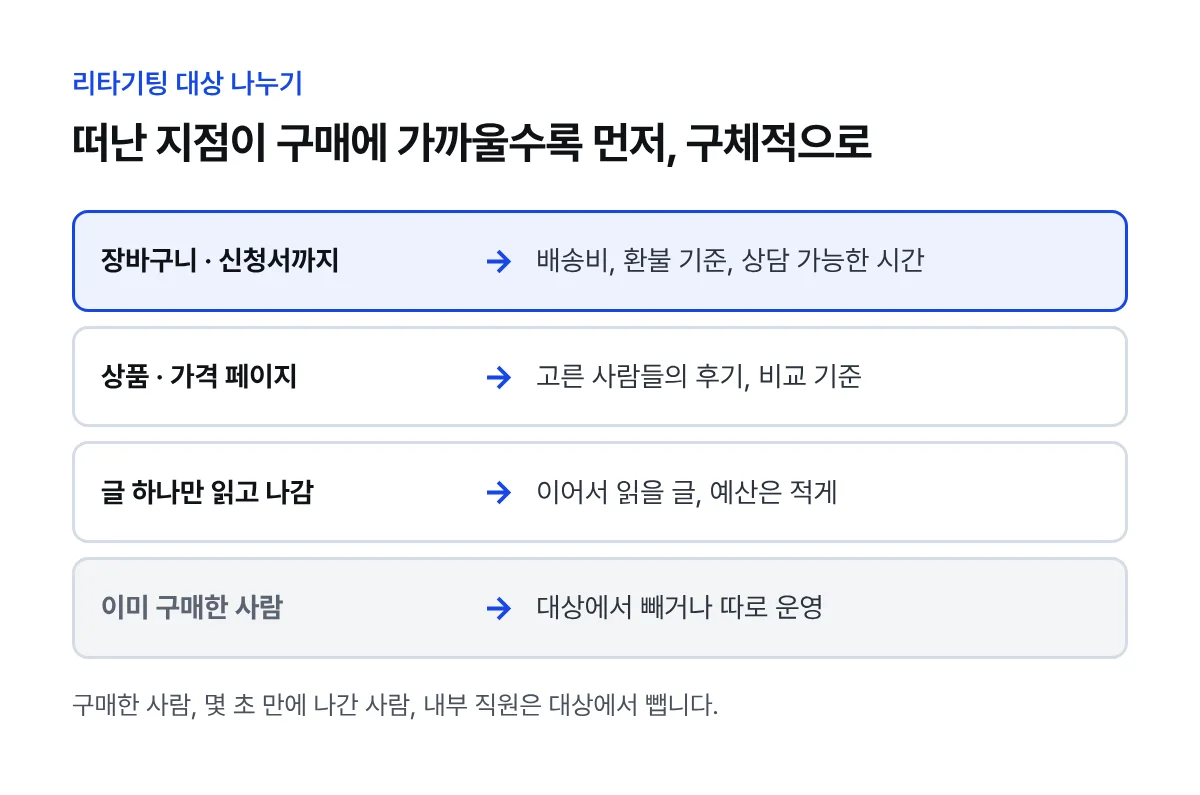 리타기팅 대상 나누기
떠난 지점이 구매에 가까울수록 먼저, 구체적으로
장바구니 · 신청서까지 → 배송비, 환불 기준, 상담 가능한 시간
상품 · 가격 페이지 → 고른 사람들의 후기, 비교 기준
글 하나만 읽고 나감 → 이어서 읽을 글, 예산은 적게
이미 구매한 사람 → 대상에서 빼거나 따로 운영
구매한 사람, 몇 초 만에 나간 사람, 내부 직원은 대상에서 뺍니다.